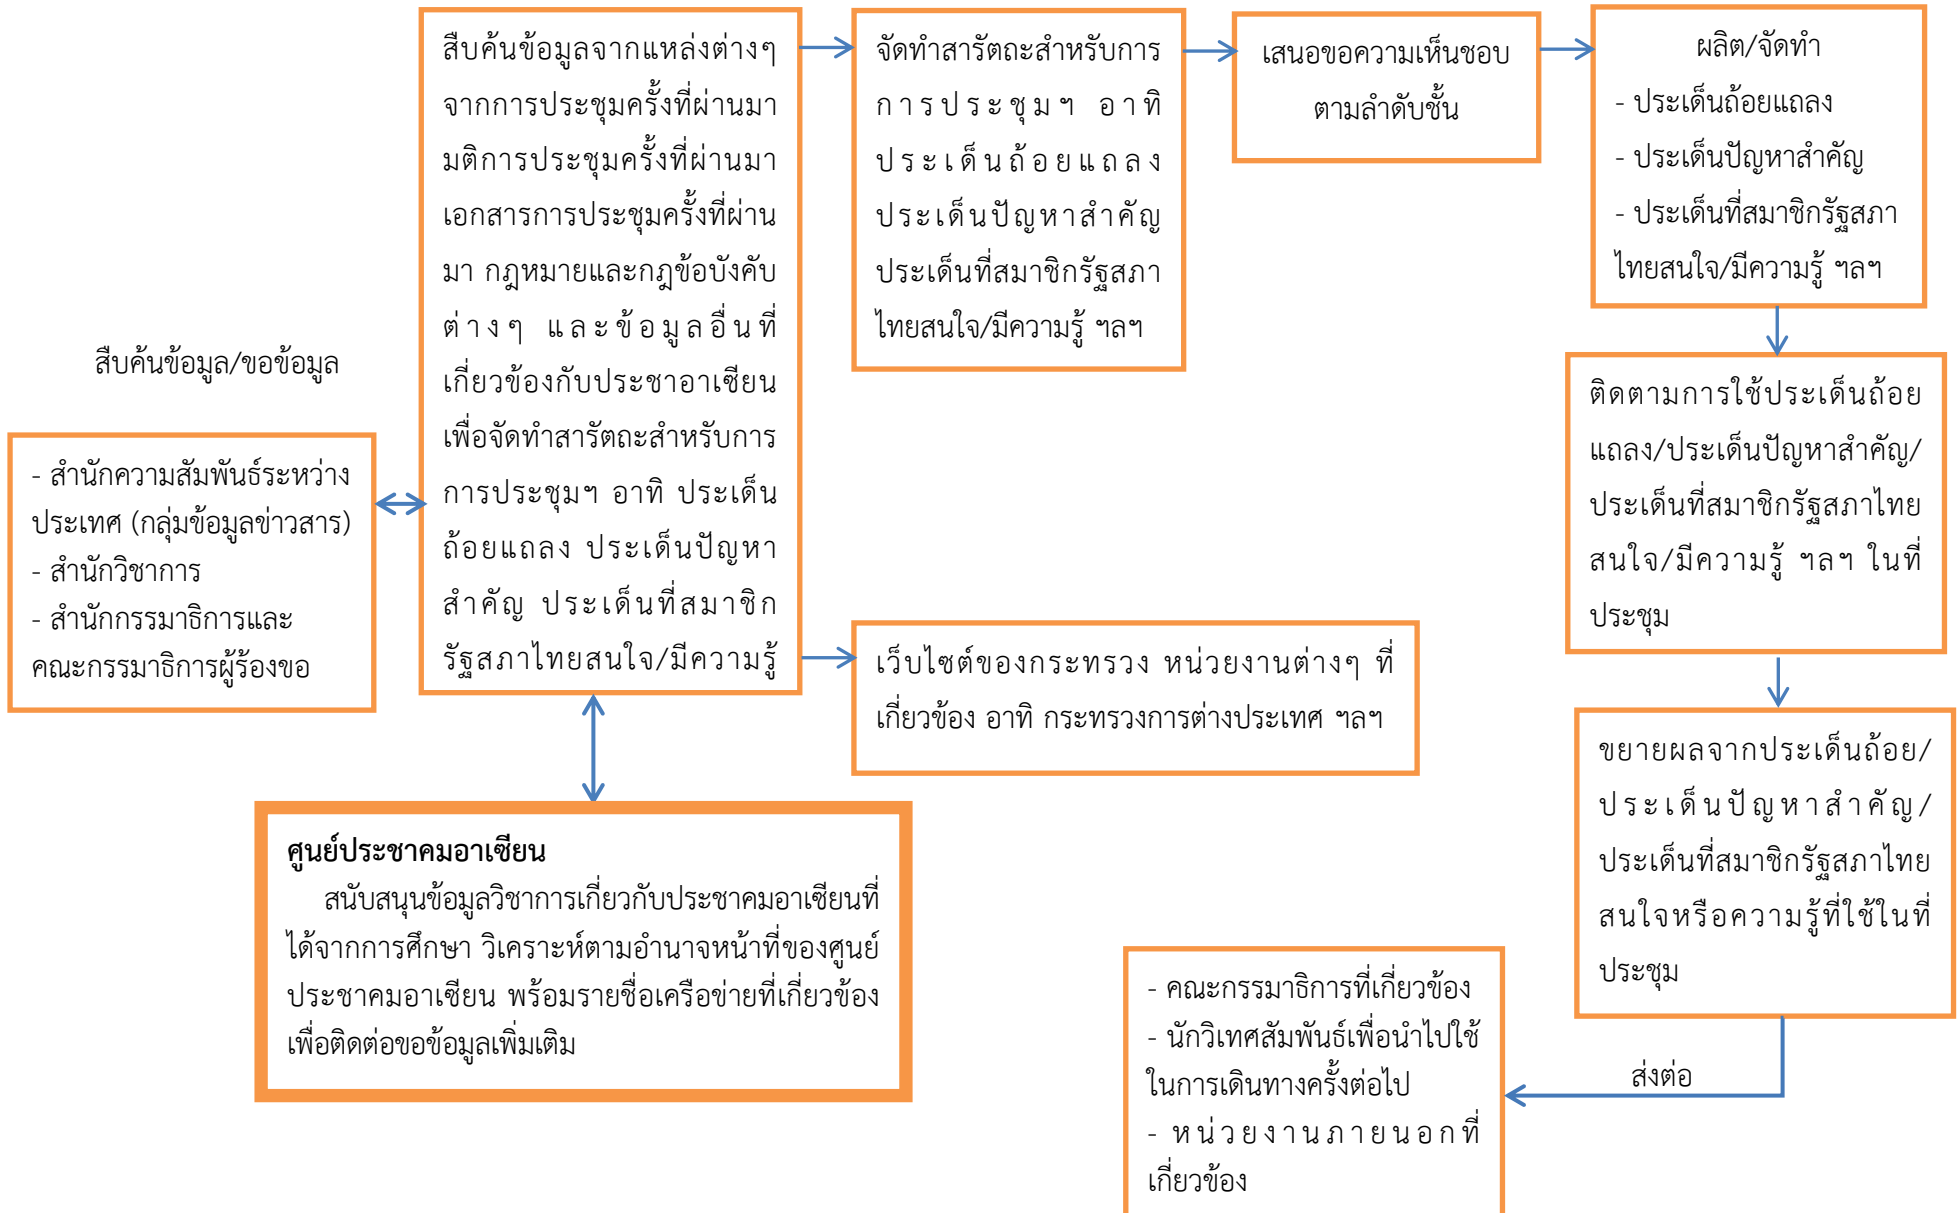 สืบค้นข้อมูลจากแหล่งต่างๆ
จากการประชุมครั้งที่ผ่านมา
มติการประชุมครั้งที่ผ่านมา
เอกสารการประชุมครั้งที่ผ่าน
มา กฎหมายและกฎข้อบังคับ
ต่างๆ และข้อมูลอื่นที่
เกี่ยวข้องกับประชาอาเซียน
เพื่อจัดทำสารัตถะสำหรับการ
การประชุมฯ อาทิ ประเด็น
ถ้อยแถลง ประเด็นปัญหา
สำคัญ ประเด็นที่สมาชิก
รัฐสภาไทยสนใจ/มีความรู้
จัดทำสารัตถะสำหรับการ
การประชุมฯ อาทิ
ประเด็นถ้อยแถลง
ประเด็นปัญหาสำคัญ
ประเด็นที่สมาชิกรัฐสภา
ไทยสนใจ/มีความรู้ ฯลฯ
เสนอขอความเห็นชอบ
ตามลำดับชั้น
ผลิต/จัดทำ
- ประเด็นถ้อยแถลง
- ประเด็นปัญหาสำคัญ
- ประเด็นที่สมาชิกรัฐสภา
ไทยสนใจ/มีความรู้ ฯลฯ
สืบค้นข้อมูล/ขอข้อมูล
- สำนักความสัมพันธ์ระหว่าง
ประเทศ (กลุ่มข้อมูลข่าวสาร)
- สำนักวิชาการ
- สำนักกรรมาธิการและ
คณะกรรมาธิการผู้ร้องขอ
ติดตามการใช้ประเด็นถ้อย
แถลง/ประเด็นปัญหาสำคัญ/
ประเด็นที่สมาชิกรัฐสภาไทย
สนใจ/มีความรู้ ฯลฯ ในที่
ประชุม
เว็บไซต์ของกระทรวง หน่วยงานต่างๆ ที่
เกี่ยวข้อง อาทิ กระทรวงการต่างประเทศ ฯลฯ
ขยายผลจากประเด็นถ้อย/
ประเด็นปัญหาสำคัญ/
ประเด็นที่สมาชิกรัฐสภาไทย
สนใจหรือความรู้ที่ใช้ในที่
ประชุม
ศูนย์ประชาคมอาเซียน
สนับสนุนข้อมูลวิชาการเกี่ยวกับประชาคมอาเซียนที่
ได้จากการศึกษา วิเคราะห์ตามอำนาจหน้าที่ของศูนย์
ประชาคมอาเซียน พร้อมรายชื่อเครือข่ายที่เกี่ยวข้อง
เพื่อติดต่อขอข้อมูลเพิ่มเติม
ส่งต่อ
- คณะกรรมาธิการที่เกี่ยวข้อง
- นักวิเทศสัมพันธ์เพื่อนำไปใช้
ในการเดินทางครั้งต่อไป
- หน่วยงานภายนอกที่
เกี่ยวข้อง